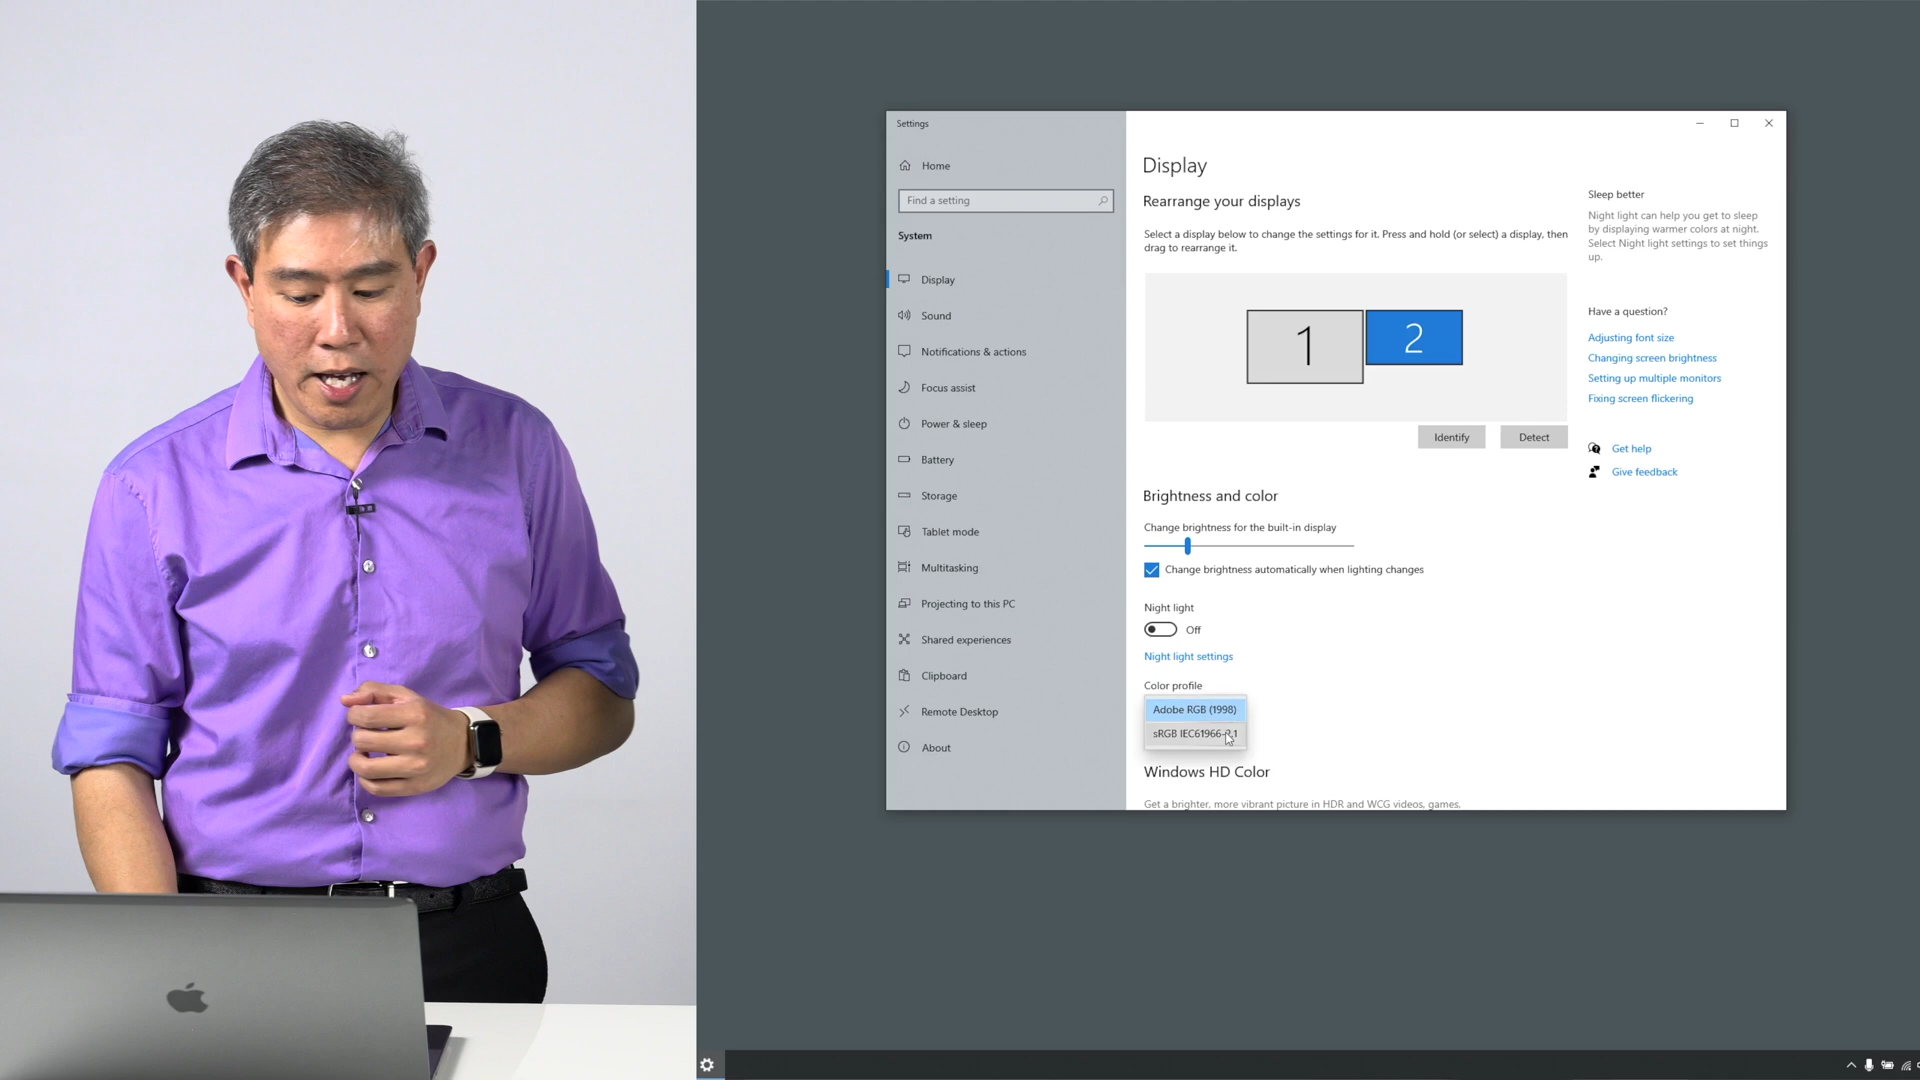 Settings
Home
Find a setting
System
Display
Sound
Notifications & actions
Focus assist
Power & sleep
Battery
Storage
Tablet mode
Multitasking
Projecting to this PC
Shared experiences
Clipboard
Remote Desktop
About
Display
Rearrange your displays
Select a display below to change the settings for it. Press and hold (or select) a display, then
drag to rearrange it.
1
2
Identify
Detect
Brightness and color
Change brightness for the built-in display
Change brightness automatically when lighting changes
Night light
Off
Night light settings
Color profile
Adobe RGB (1998)
sRGB IEC61966-2.1
Windows HD Color
Get a brighter, more vibrant picture in HDR and WCG videos, games,
Sleep better
Night light can help you get to sleep
by displaying warmer colors at night.
Select Night light settings to set things
up.
Have a question?
Adjusting font size
Changing screen brightness
Setting up multiple monitors
Fixing screen flickering
Get help
Give feedback